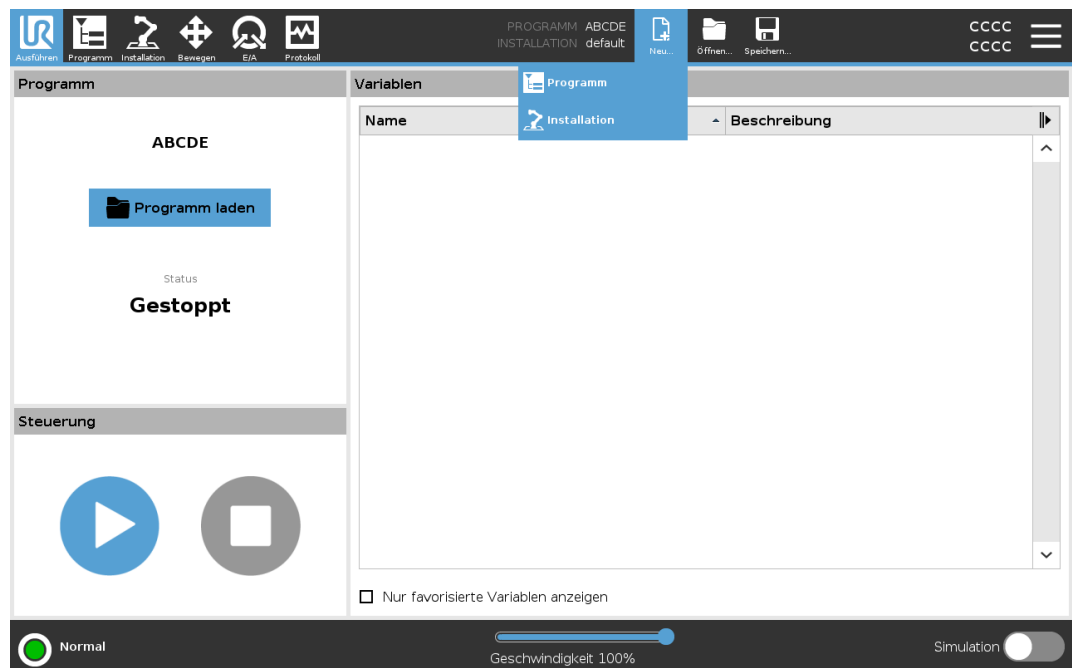 UR
Ausführen Programm Installation Bewegen E/A Protokoll
PROGRAMM ABCDE
INSTALLATION default
Neu... Öffnen... Speichern...
CCCC
CCCC
Programm
Installation
Programm
ABCDE
Programm laden
Status
Gestoppt
Steuerung
Variablen
Name Beschreibung
Nur favorisierte Variablen anzeigen
Normal
Geschwindigkeit 100%
Simulation